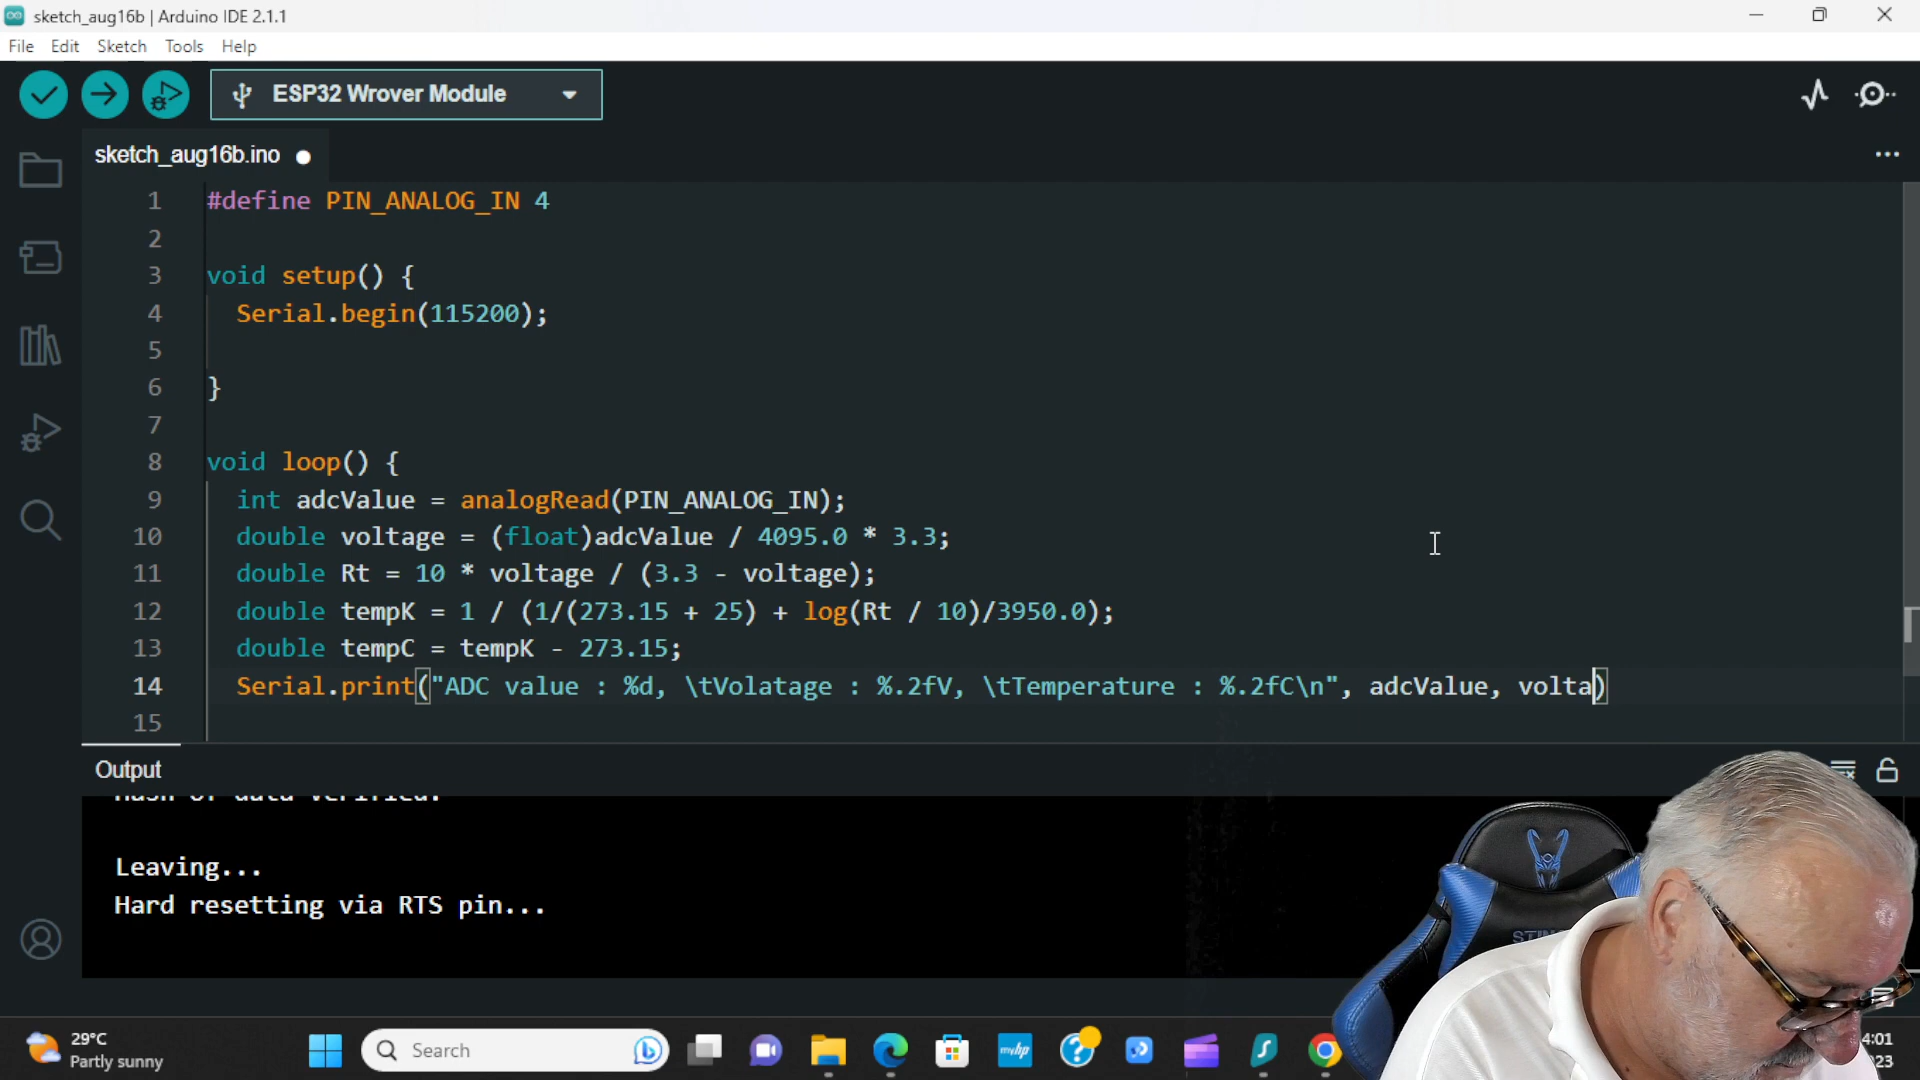 sketch_aug16b | Arduino IDE 2.1.1
File Edit Sketch Tools Help
ESP32 Wrover Module
sketch_aug16b.ino
1 #define PIN_ANALOG_IN 4
2
3 void setup() {
4 Serial.begin(115200);
5
6 }
7
8 void loop() {
9 int adcValue = analogRead(PIN_ANALOG_IN);
10 double voltage = (float)adcValue / 4095.0 * 3.3;
11 double Rt = 10 * voltage / (3.3 - voltage);
12 double tempK = 1 / (1/(273.15 + 25) + log(Rt / 10)/3950.0);
13 double tempC = tempK - 273.15;
14 Serial.print("ADC value : %d, \tVolatage : %.2fV, \tTemperature : %.2fC\n", adcValue, volta)
15
Output
Hash of data verified.
Leaving...
Hard resetting via RTS pin...
29°C
Partly sunny
Search
myhp
4:01
23